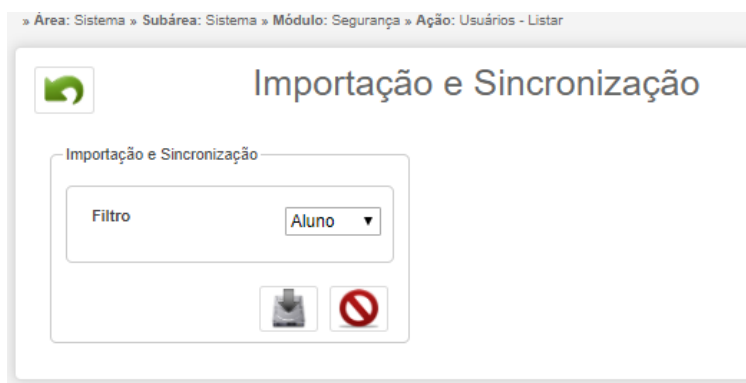 » Área: Sistema » Subárea: Sistema » Módulo: Segurança » Ação: Usuários - Listar
Importação e Sincronização
Importação e Sincronização
Filtro
Aluno